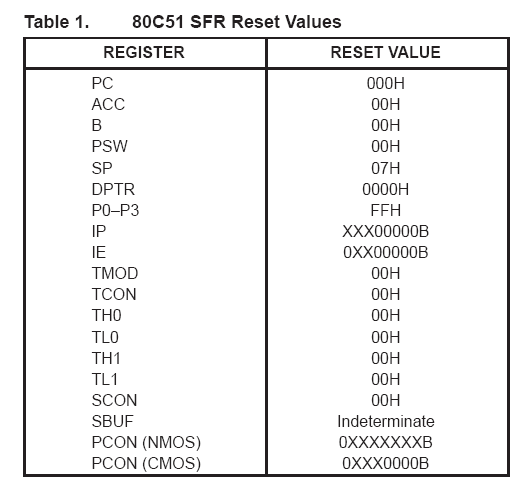 Table 1. 80C51 SFR Reset Values
REGISTER RESET VALUE
PC 000H
ACC 00H
B 00H
PSW 00H
SP 07H
DPTR 0000H
P0–P3 FFH
IP XXX00000B
IE 0XX00000B
TMOD 00H
TCON 00H
TH0 00H
TL0 00H
TH1 00H
TL1 00H
SCON 00H
SBUF Indeterminate
PCON (NMOS) 0XXXXXXXB
PCON (CMOS) 0XXX0000B